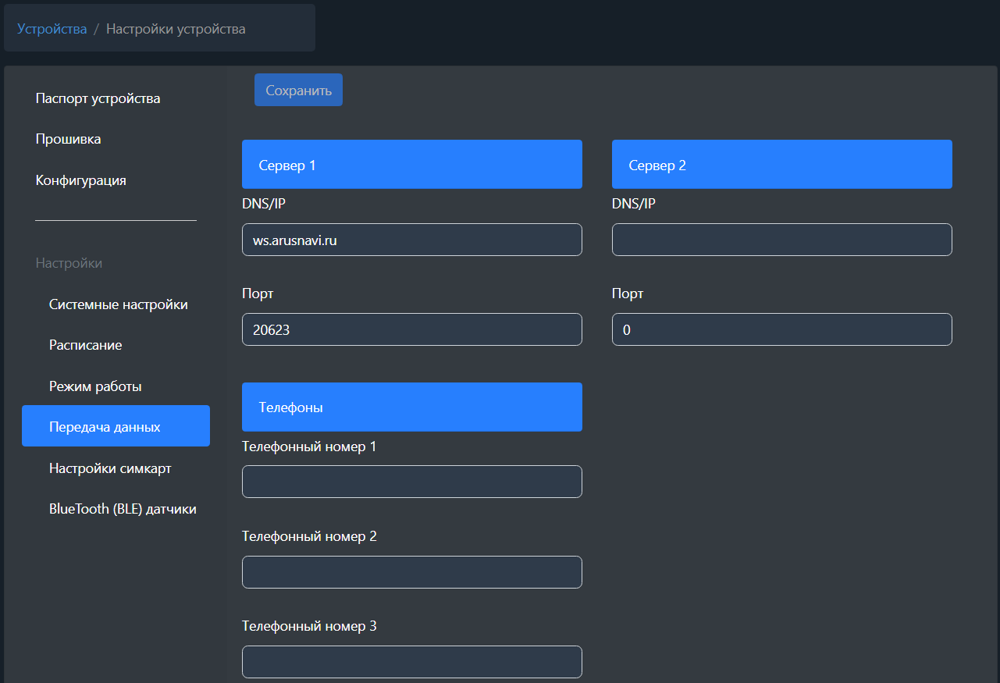 Устройства / Настройки устройства
Паспорт устройства
Прошивка
Конфигурация
Настройки
Системные настройки
Расписание
Режим работы
Передача данных
Настройки симкарт
BlueTooth (BLE) датчики
Сохранить
Сервер 1
DNS/IP
ws.arusnavi.ru
Порт
20623
Сервер 2
DNS/IP
Порт
0
Телефоны
Телефонный номер 1
Телефонный номер 2
Телефонный номер 3